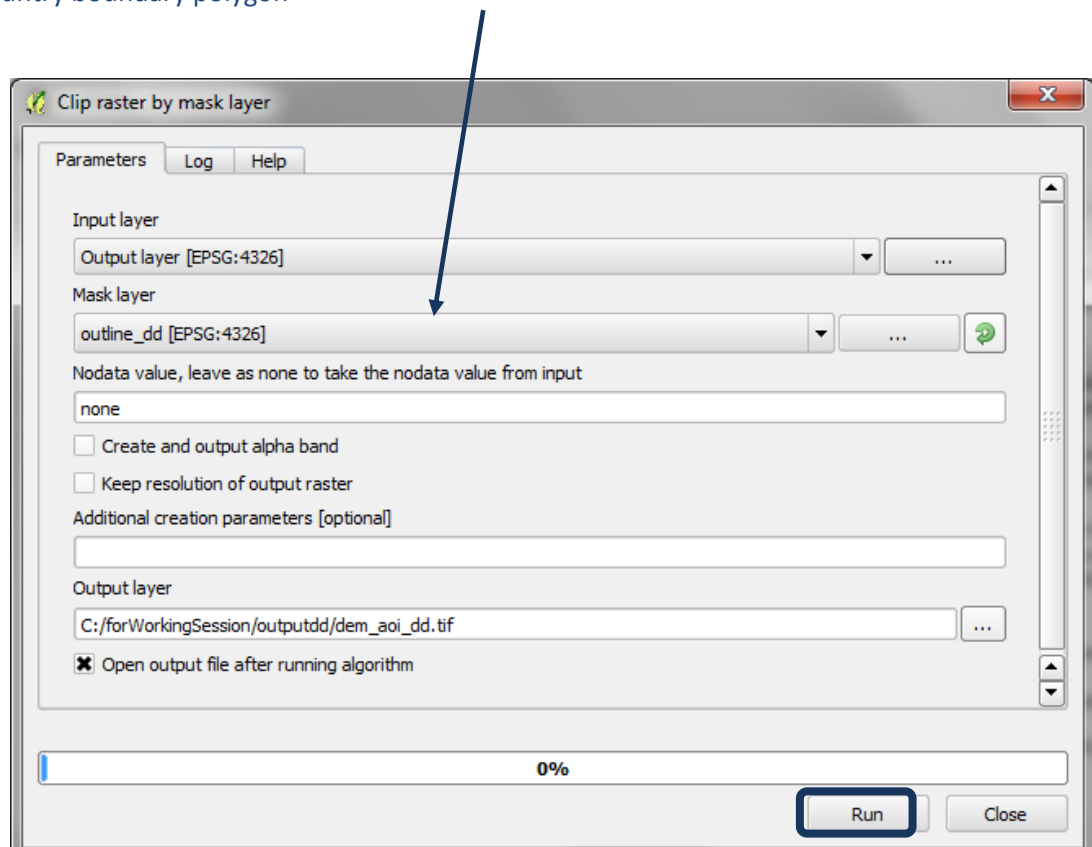 boundary polygon
Clip raster by mask layer
Parameters Log Help
Input layer
Output layer [EPSG:4326]
...
Mask layer
outline_dd [EPSG:4326]
...
Nodata value, leave as none to take the nodata value from input
none
Create and output alpha band
Keep resolution of output raster
Additional creation parameters [optional]
Output layer
C:/forWorkingSession/outputdd/dem_aoi_dd.tif
...
Open output file after running algorithm
0%
Run Close